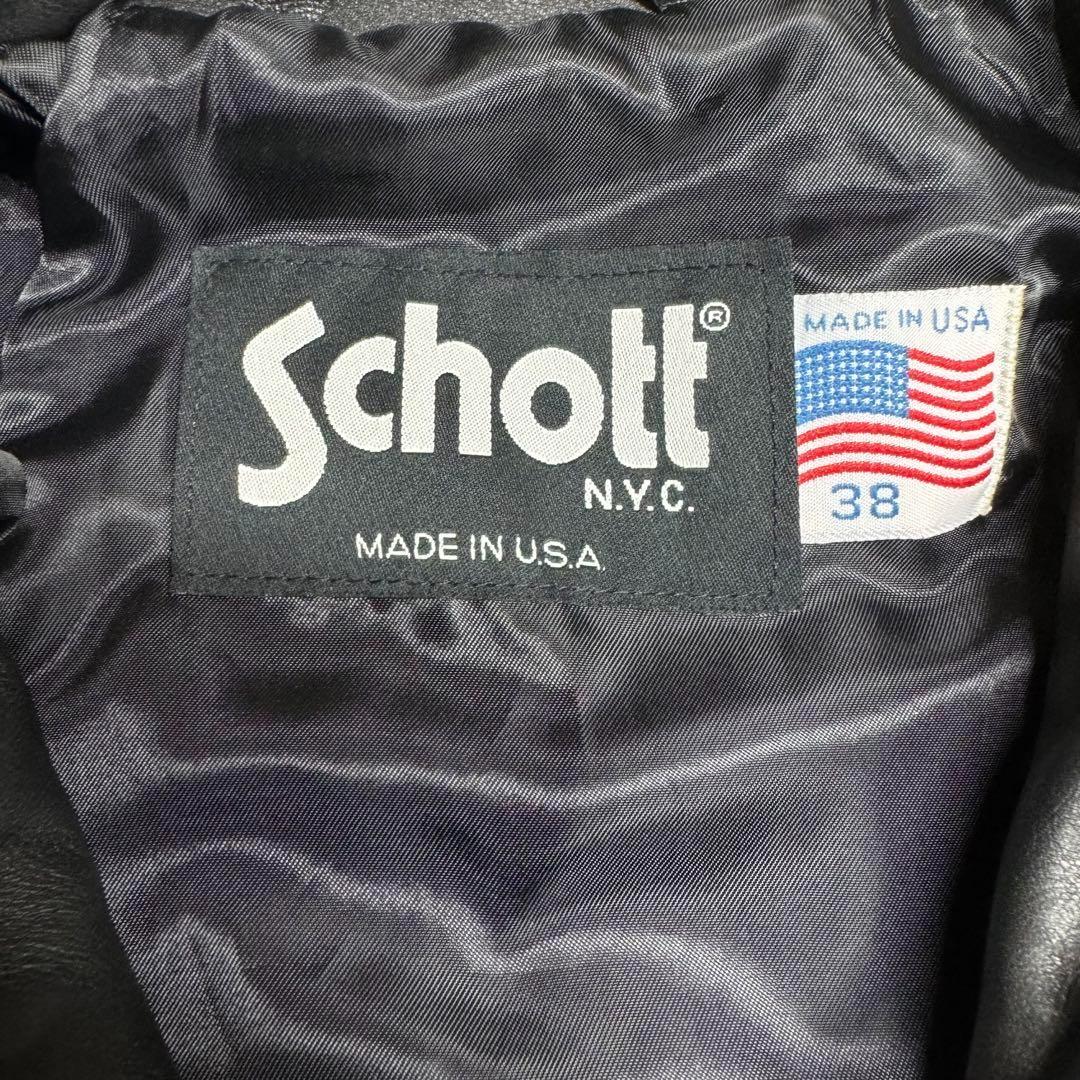 Schott®
N.Y.C.
MADE IN U.S.A.
MADE IN USA
38